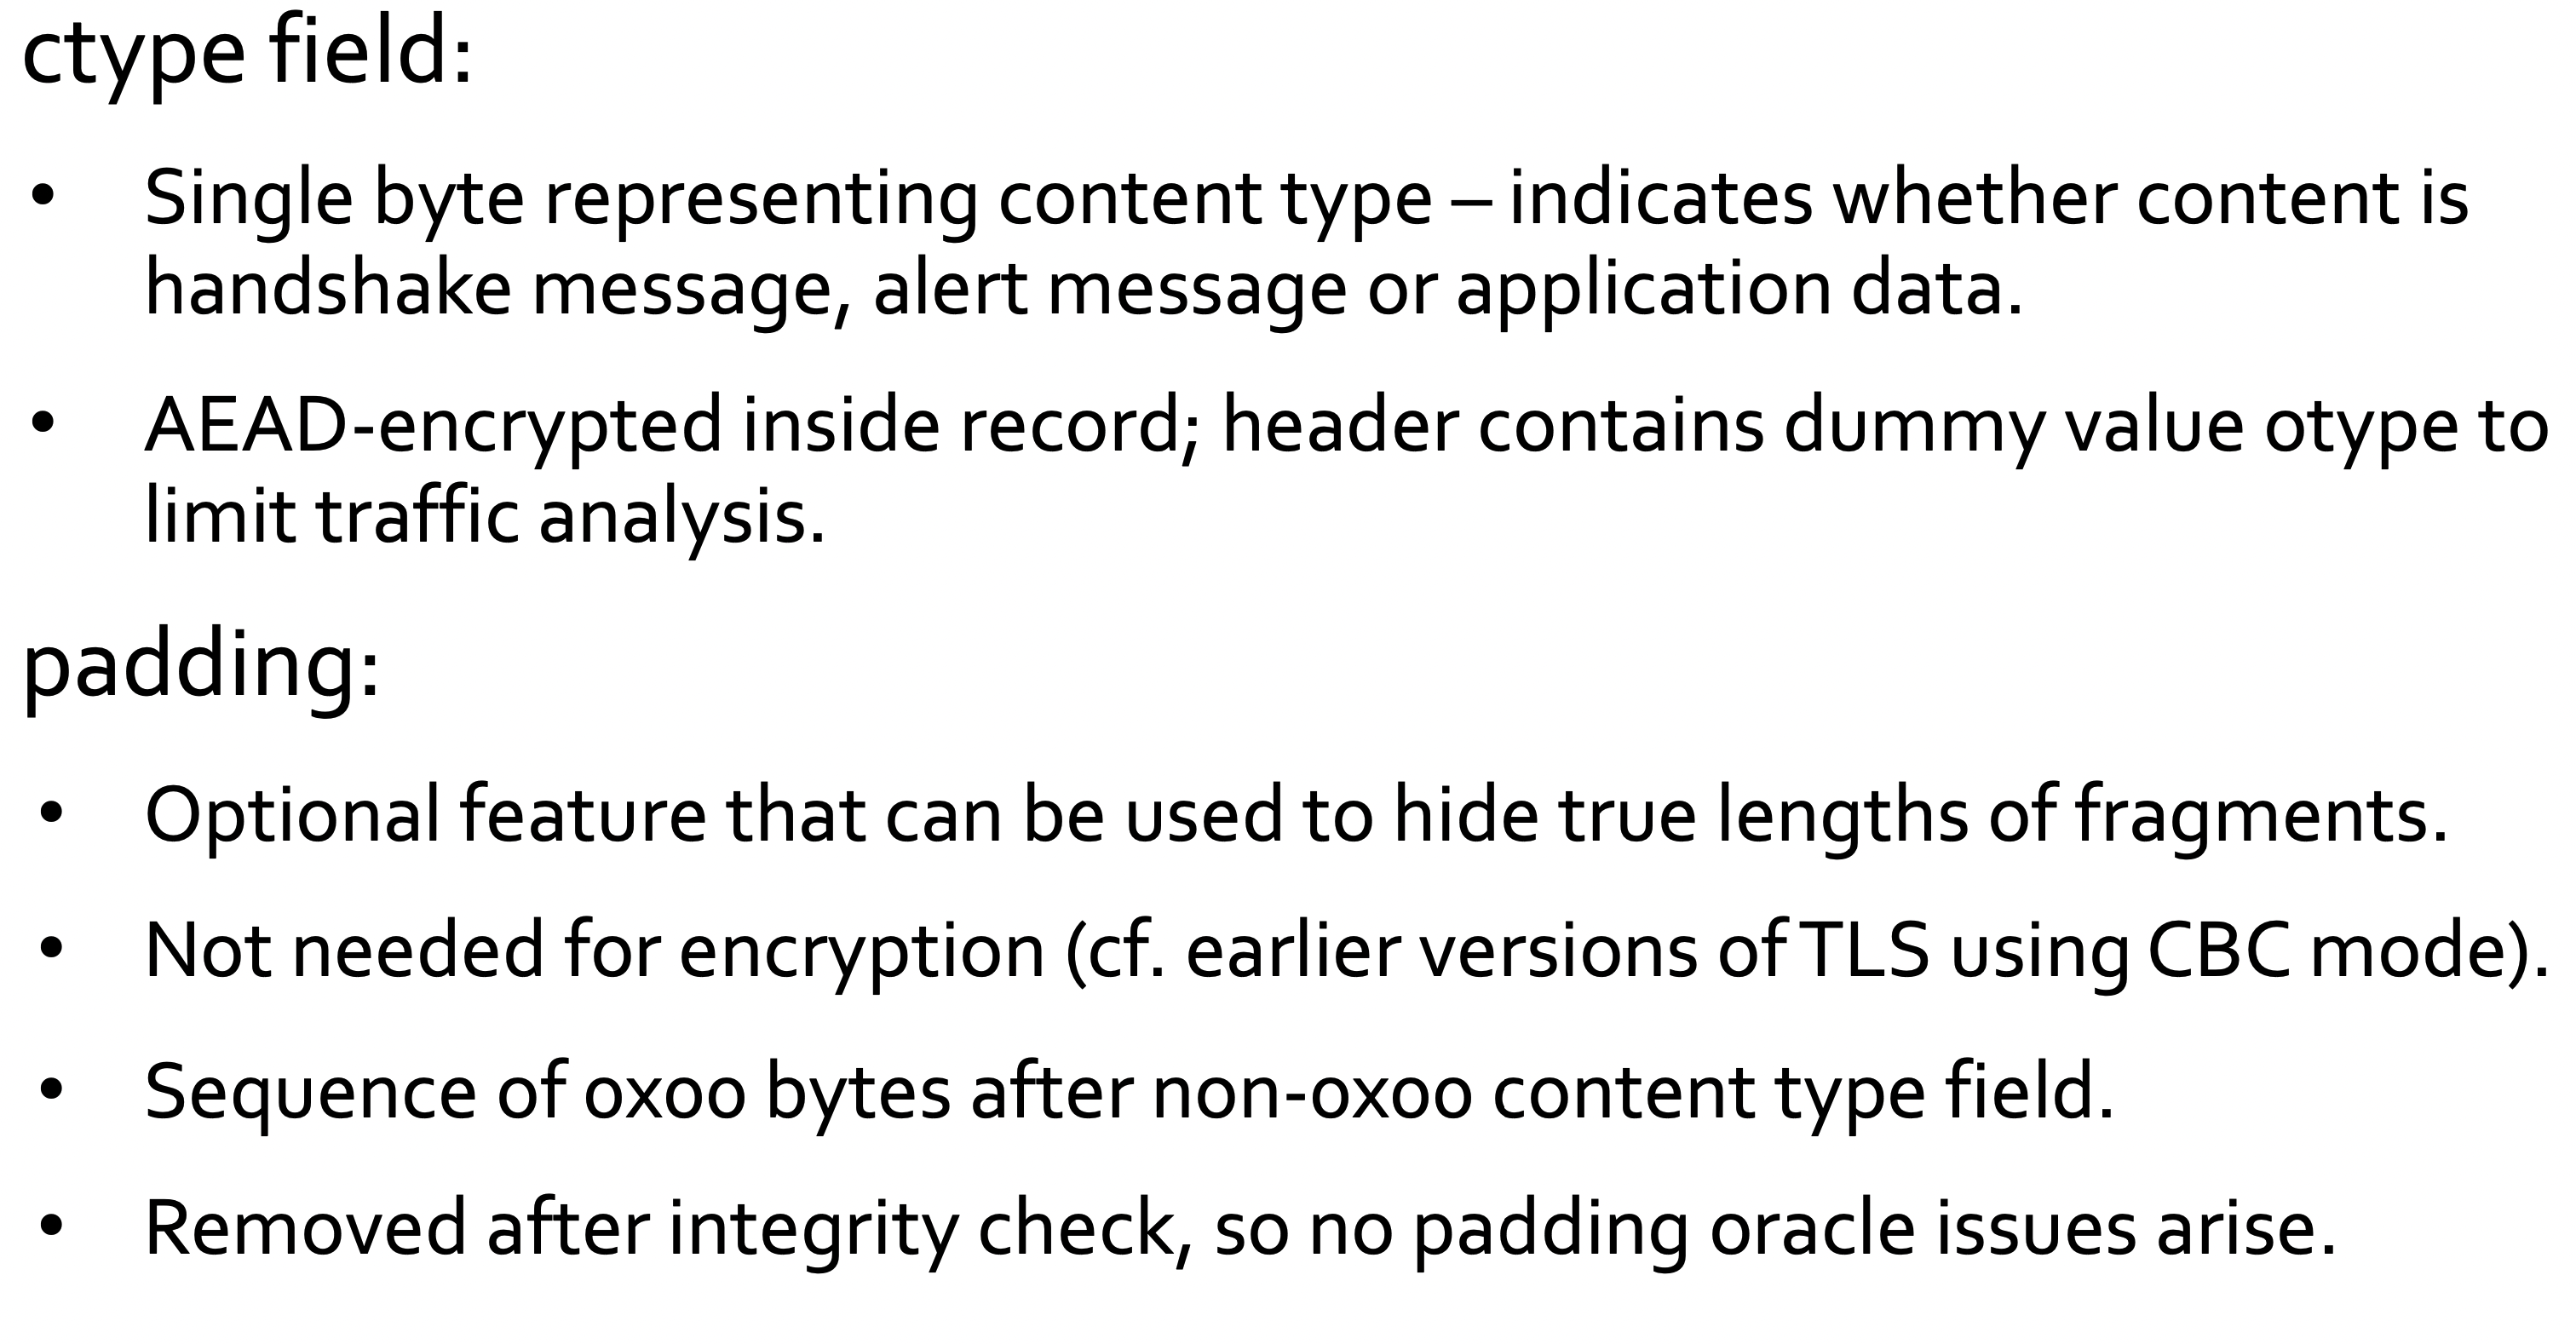 ctype field:
• Single byte representing content type – indicates whether content is
handshake message, alert message or application data.
• AEAD-encrypted inside record; header contains dummy value otype to
limit traffic analysis.
padding:
• Optional feature that can be used to hide true lengths of fragments.
• Not needed for encryption (cf. earlier versions of TLS using CBC mode).
• Sequence of 0x00 bytes after non-0x00 content type field.
• Removed after integrity check, so no padding oracle issues arise.